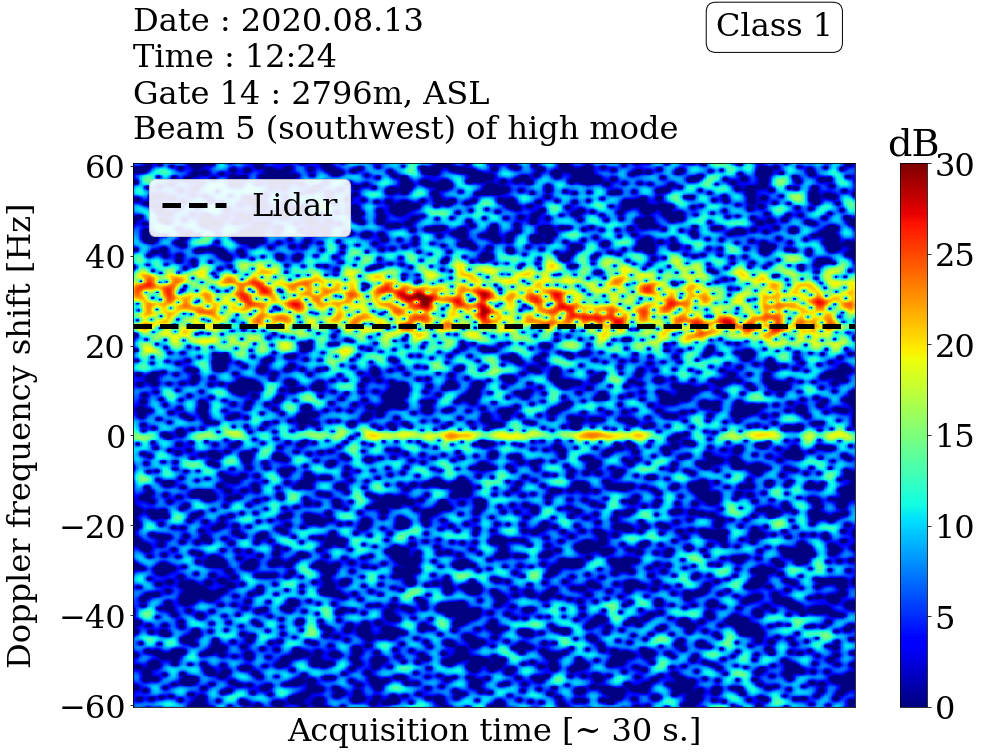 Date : 2020.08.13
Class 1
Time : 12:24
Gate 14 : 2796m, ASL
Beam 5 (southwest) of high mode
dB
60
40
20
0
−20
−40
−60
Lidar
30
25
20
15
10
5
0
Doppler frequency shift [Hz]
Acquisition time [~ 30 s.]